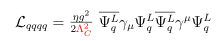 $\mathcal{L}_{qqqq} = \frac{\eta g^2}{2\Lambda_C^2} \overline{\Psi_q^L} \gamma_\mu \Psi_q^L \overline{\Psi_q^L} \gamma^\mu \Psi_q^L$